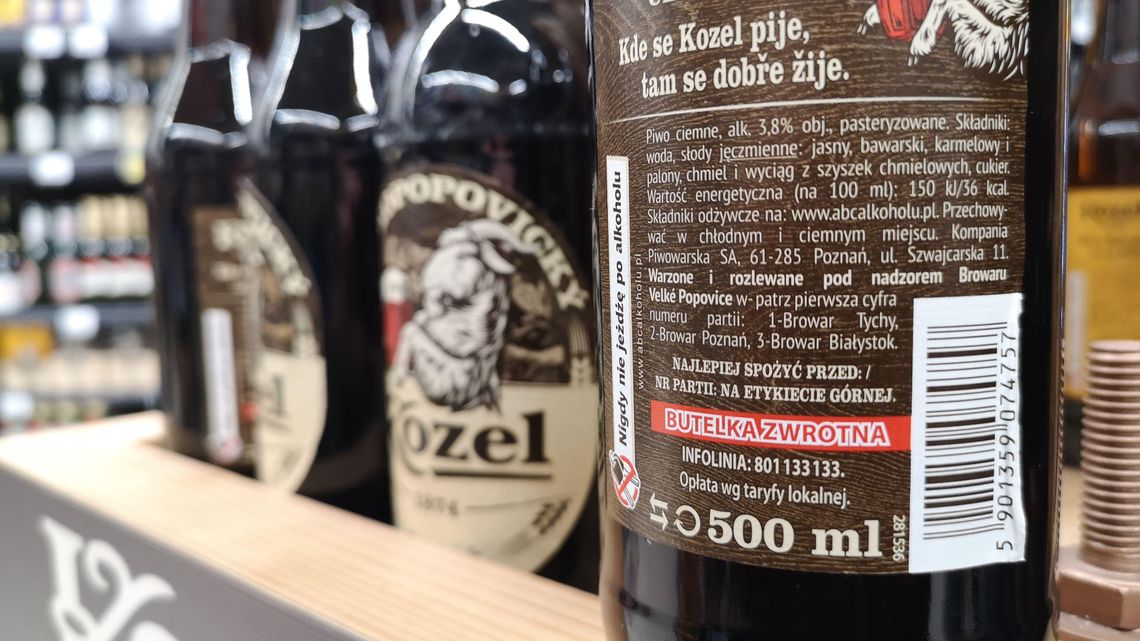 Kde se Kozel pije,
tam se dobře žije.
Piwo ciemne, alk. 3,8% obj., pasteryzowane. Składniki:
woda, słody jęczmienne: jasny, bawarski, karmelowy i
palony, chmiel i wyciąg z szyszek chmielowych, cukier.
Wartość energetyczna (na 100 ml): 150 kJ/36 kcal.
Składniki odżywcze na: www.abcalkoholu.pl. Przechowy-
wać w chłodnym i ciemnym miejscu. Kompania
Piwowarska SA, 61-285 Poznań, ul. Szwajcarska 11.
Warzone i rozlewane pod nadzorem Browaru
Velké Popovice w- patrz pierwsza cyfra
numeru partii: 1-Browar Tychy,
2-Browar Poznań, 3-Browar Białystok.
NAJLEPIEJ SPOŻYĆ PRZED: /
NR PARTII: NA ETYKIECIE GÓRNEJ.
BUTELKA ZWROTNA
INFOLINIA: 801 133 133.
Opłata wg taryfy lokalnej.
500 ml
281536
5 901359 074757
Nigdy nie jeżdżę po alkoholu
www.abcalkoholu.pl
POPOVICKÝ
Kozel
1874